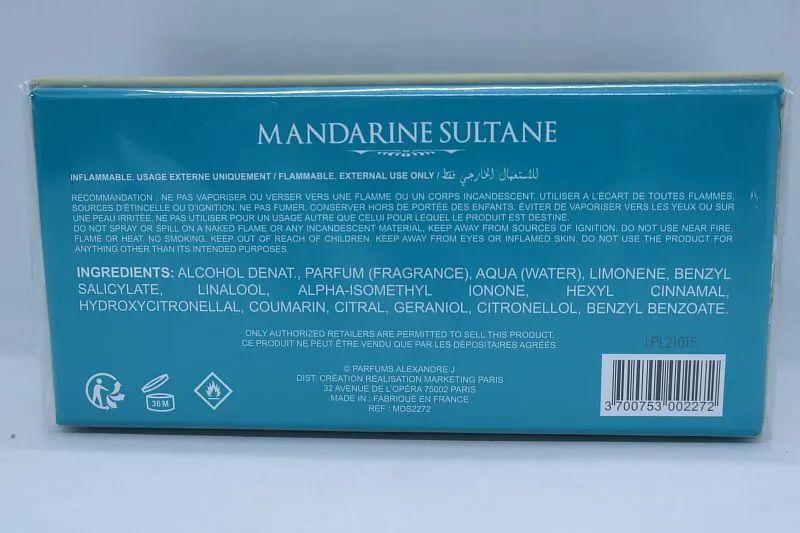 MANDARINE SULTANE
INFLAMMABLE. USAGE EXTERNE UNIQUEMENT / FLAMMABLE. EXTERNAL USE ONLY / للاستعمال الخارجي فقط
RECOMMANDATION : NE PAS VAPORISER OU VERSER VERS UNE FLAMME OU UN CORPS INCANDESCENT. UTILISER A L'ÉCART DE TOUTES FLAMMES,
SOURCES D'ÉTINCELLE OU D'IGNITION. NE PAS FUMER. CONSERVER HORS DE PORTÉE DES ENFANTS. ÉVITER DE VAPORISER VERS LES YEUX OU SUR
UNE PEAU IRRITÉE. NE PAS UTILISER POUR UN USAGE AUTRE QUE CELUI POUR LEQUEL LE PRODUIT EST DESTINÉ.
DO NOT SPRAY OR SPILL ON A NAKED FLAME OR ANY INCANDESCENT MATERIAL, KEEP AWAY FROM SOURCES OF IGNITION. DO NOT USE NEAR FIRE,
FLAME OR HEAT. NO SMOKING. KEEP OUT OF REACH OF CHILDREN. KEEP AWAY FROM EYES OR INFLAMED SKIN. DO NOT USE THE PRODUCT FOR
ANYTHING OTHER THAN ITS INTENDED PURPOSES.
INGREDIENTS: ALCOHOL DENAT., PARFUM (FRAGRANCE), AQUA (WATER), LIMONENE, BENZYL
SALICYLATE, LINALOOL, ALPHA-ISOMETHYL IONONE, HEXYL CINNAMAL,
HYDROXYCITRONELLAL, COUMARIN, CITRAL, GERANIOL, CITRONELLOL, BENZYL BENZOATE.
ONLY AUTHORIZED RETAILERS ARE PERMITTED TO SELL THIS PRODUCT.
CE PRODUIT NE PEUT ÊTRE VENDU QUE PAR LES DÉPOSITAIRES AGRÉÉS.
LPL21015
© PARFUMS ALEXANDRE.J
DIST. CRÉATION RÉALISATION MARKETING PARIS
32 AVENUE DE L'OPÉRA 75002 PARIS
MADE IN : FABRIQUÉ EN FRANCE
REF : MDS2272
36 M
3 700753 002272